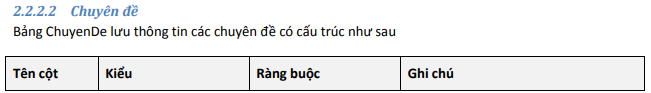 2.2.2.2 Chuyên đề
Bảng ChuyenDe lưu thông tin các chuyên đề có cấu trúc như sau
Tên cột Kiểu Ràng buộc Ghi chú